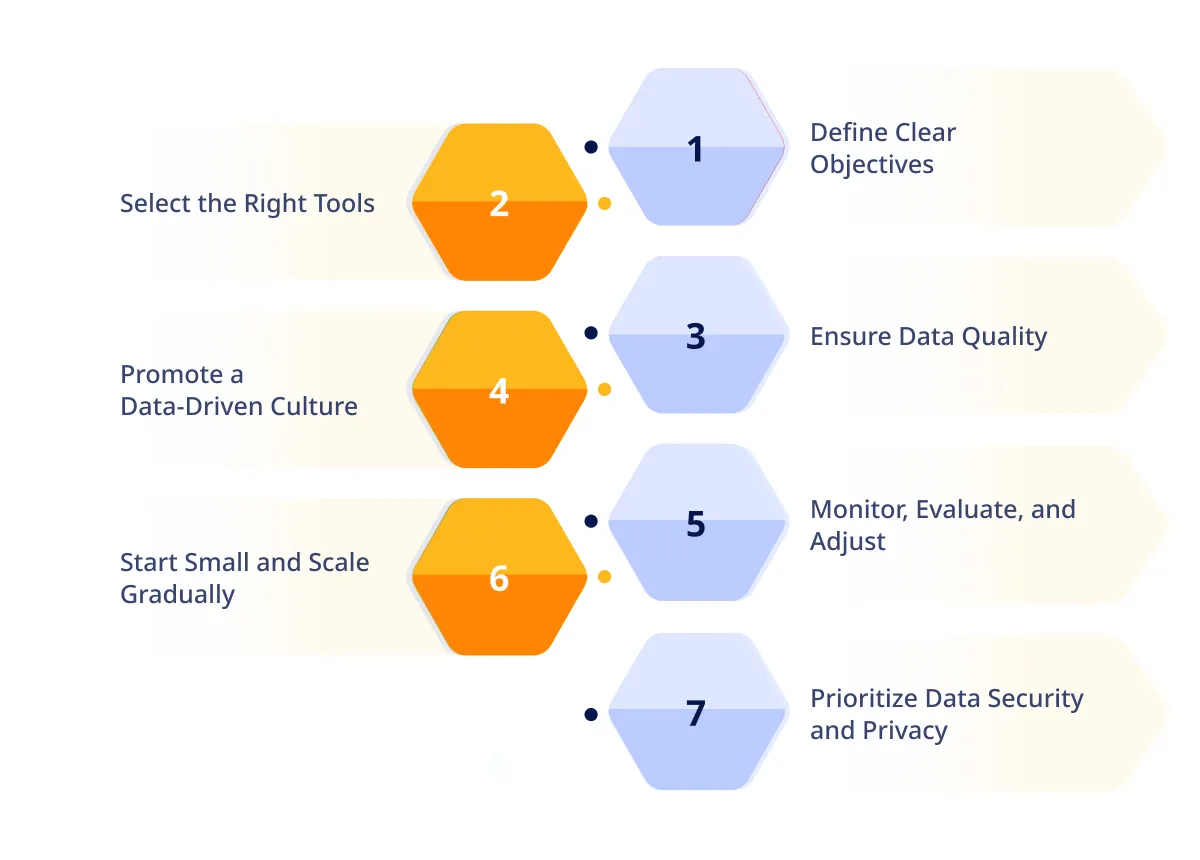 1
Define Clear
Objectives
2
Select the Right Tools
3
Ensure Data Quality
4
Promote a
Data-Driven Culture
5
Monitor, Evaluate, and
Adjust
6
Start Small and Scale
Gradually
7
Prioritize Data Security
and Privacy